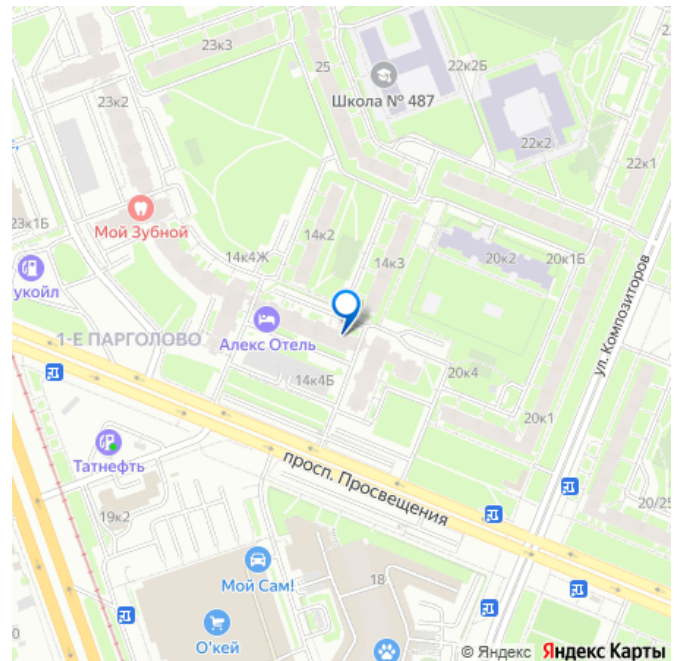 23к3
25
22к2Б
Школа № 487
23к2
22к2
22к1
23к1Б
Мой Зубной
14к2
14к3
14к4Ж
20к2
20к1Б
укойл
ул. Композиторов
1-Е ПАРГОЛОВО
Алекс Отель
14к4Б
20к4
20к1
Татнефть
просп. Просвещения
19к2
20/25
Мой Сам!
18
О'кей
© Яндекс Яндекс Карты